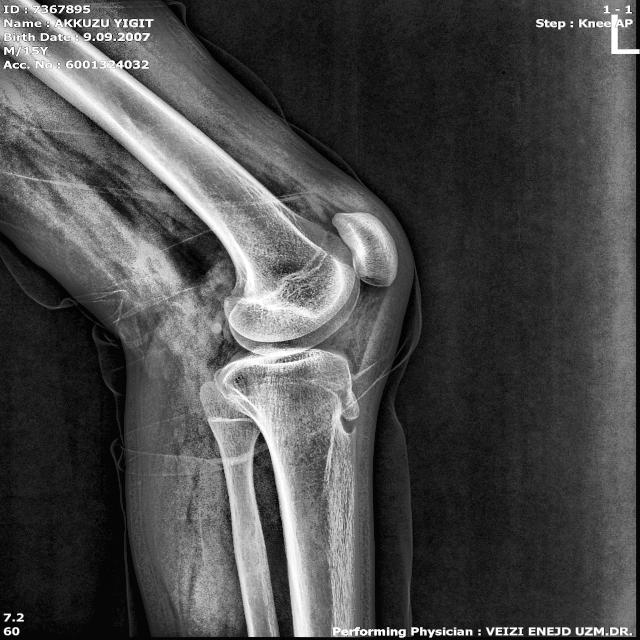 ID : 7367895
Name : AKKUZU YIGIT
Birth Date : 9.09.2007
M/15Y
Acc. No : 6001324032
1 - 1
Step : Knee AP
L
7.2
60
Performing Physician : VEIZI ENEJD UZM.DR.